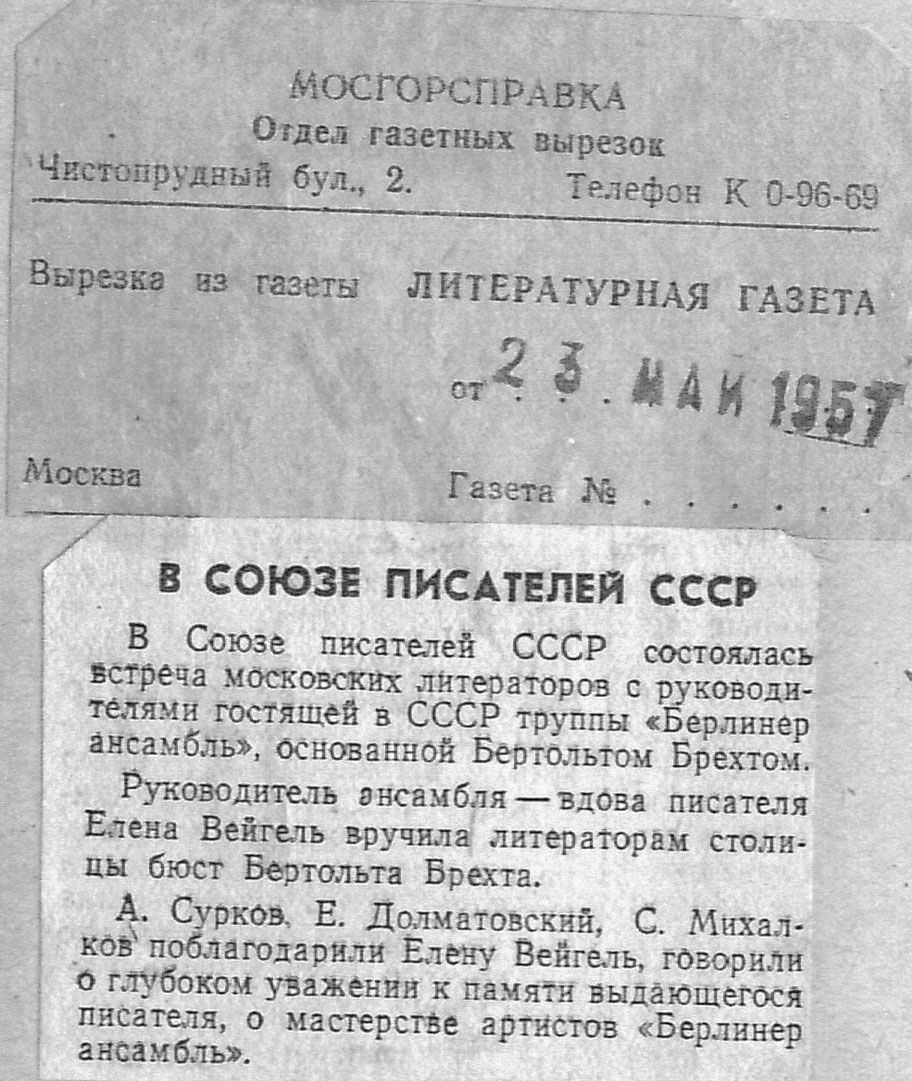 МОСГОРСПРАВКА
Отдел газетных вырезок
Чистопрудный бул., 2. Телефон К 0-96-69
Вырезка из газеты ЛИТЕРАТУРНАЯ ГАЗЕТА
от 23 МАЙ 1957
Москва Газета № . . . . . .
В СОЮЗЕ ПИСАТЕЛЕЙ СССР
В Союзе писателей СССР состоялась
встреча московских литераторов с руководи-
телями гостящей в СССР труппы «Берлинер
ансамбль», основанной Бертольтом Брехтом.
Руководитель ансамбля — вдова писателя
Елена Вейгель вручила литераторам столи-
цы бюст Бертольта Брехта.
А. Сурков, Е. Долматовский, С. Михал-
ков поблагодарили Елену Вейгель, говорили
о глубоком уважении к памяти выдающегося
писателя, о мастерстве артистов «Берлинер
ансамбль».